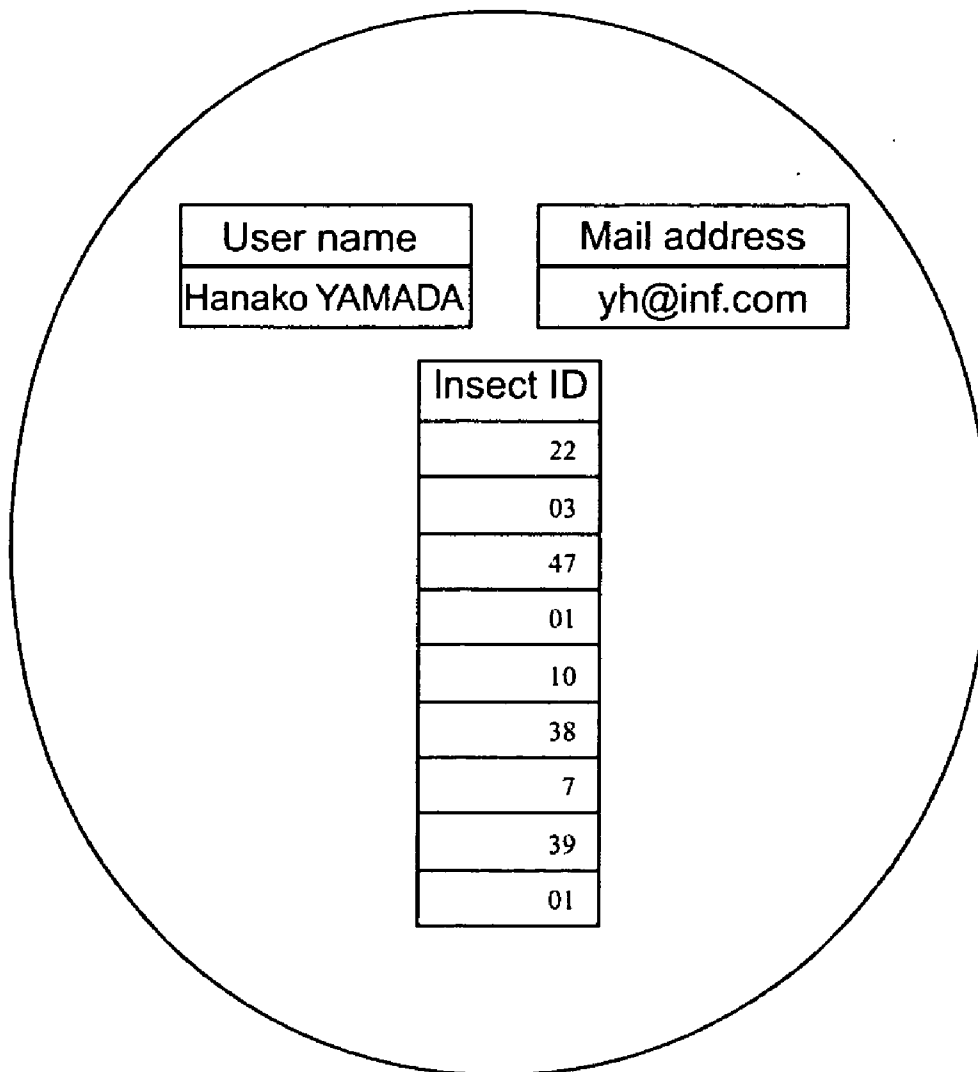 User name
Hanako YAMADA
Mail address
yh@inf.com
Insect ID
22
03
47
01
10
38
7
39
01